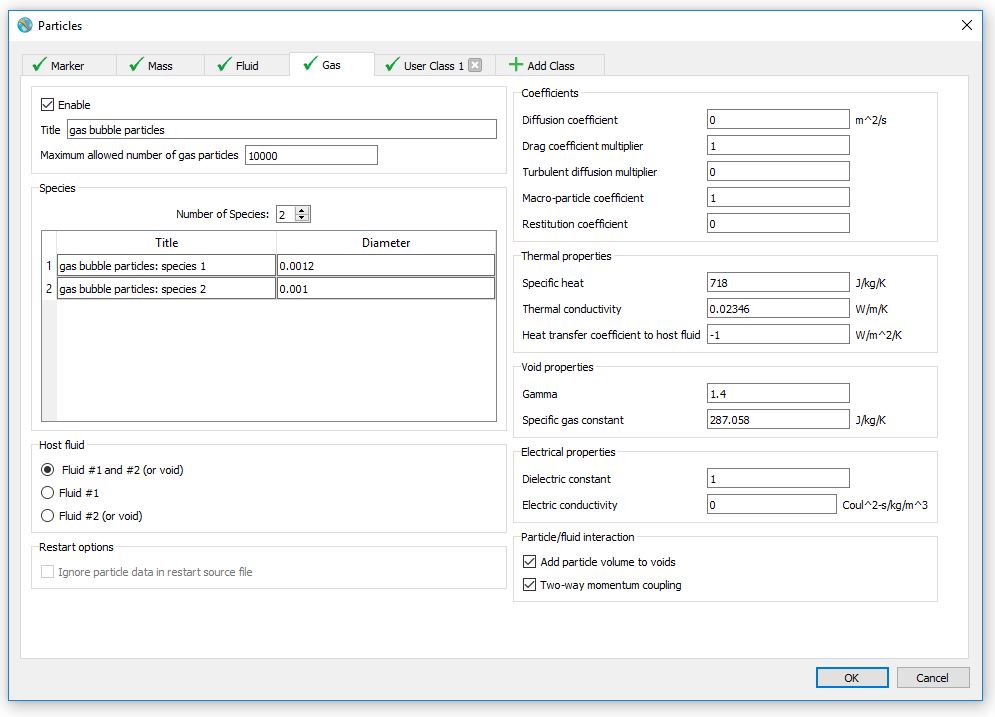 Particles
Marker
Mass
Fluid
Gas
User Class 1
Add Class
Enable
Title gas bubble particles
Maximum allowed number of gas particles 10000
Species
Number of Species: 2
Title Diameter
1 gas bubble particles: species 1 0.0012
2 gas bubble particles: species 2 0.001
Host fluid
Fluid #1 and #2 (or void)
Fluid #1
Fluid #2 (or void)
Restart options
Ignore particle data in restart source file
Coefficients
Diffusion coefficient 0 m^2/s
Drag coefficient multiplier 1
Turbulent diffusion multiplier 0
Macro-particle coefficient 1
Restitution coefficient 0
Thermal properties
Specific heat 718 J/kg/K
Thermal conductivity 0.02346 W/m/K
Heat transfer coefficient to host fluid -1 W/m^2/K
Void properties
Gamma 1.4
Specific gas constant 287.058 J/kg/K
Electrical properties
Dielectric constant 1
Electric conductivity 0 Coul^2-s/kg/m^3
Particle/fluid interaction
Add particle volume to voids
Two-way momentum coupling
OK Cancel